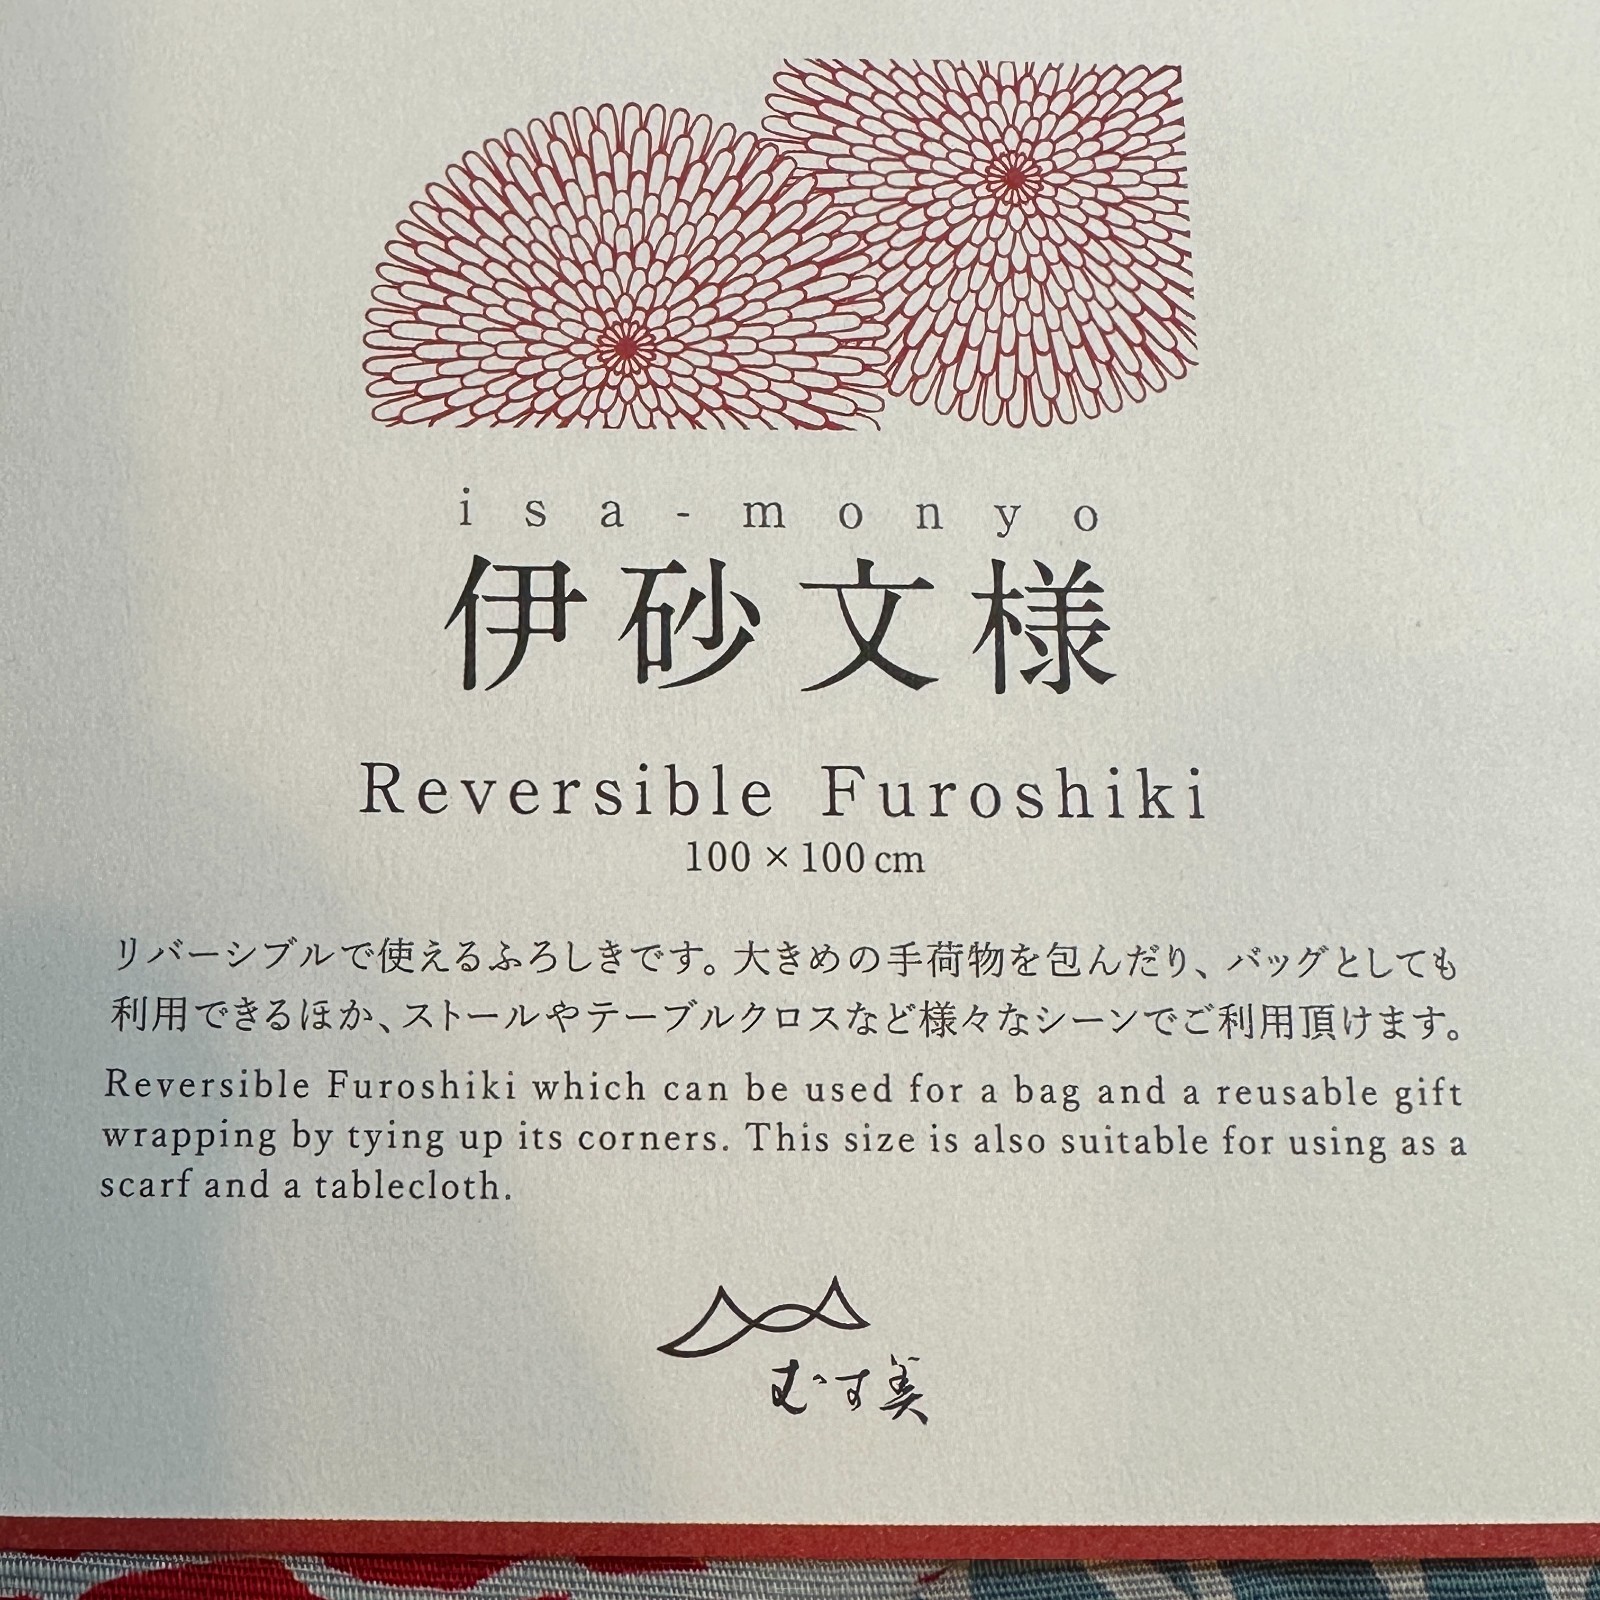 isa-monyo
伊砂文様
Reversible Furoshiki
100×100cm
リバーシブルで使えるふろしきです。大きめの手荷物を包んだり、バッグとしても
利用できるほか、ストールやテーブルクロスなど様々なシーンでご利用頂けます。
Reversible Furoshiki which can be used for a bag and a reusable gift
wrapping by tying up its corners. This size is also suitable for using as a
scarf and a tablecloth.
むす美